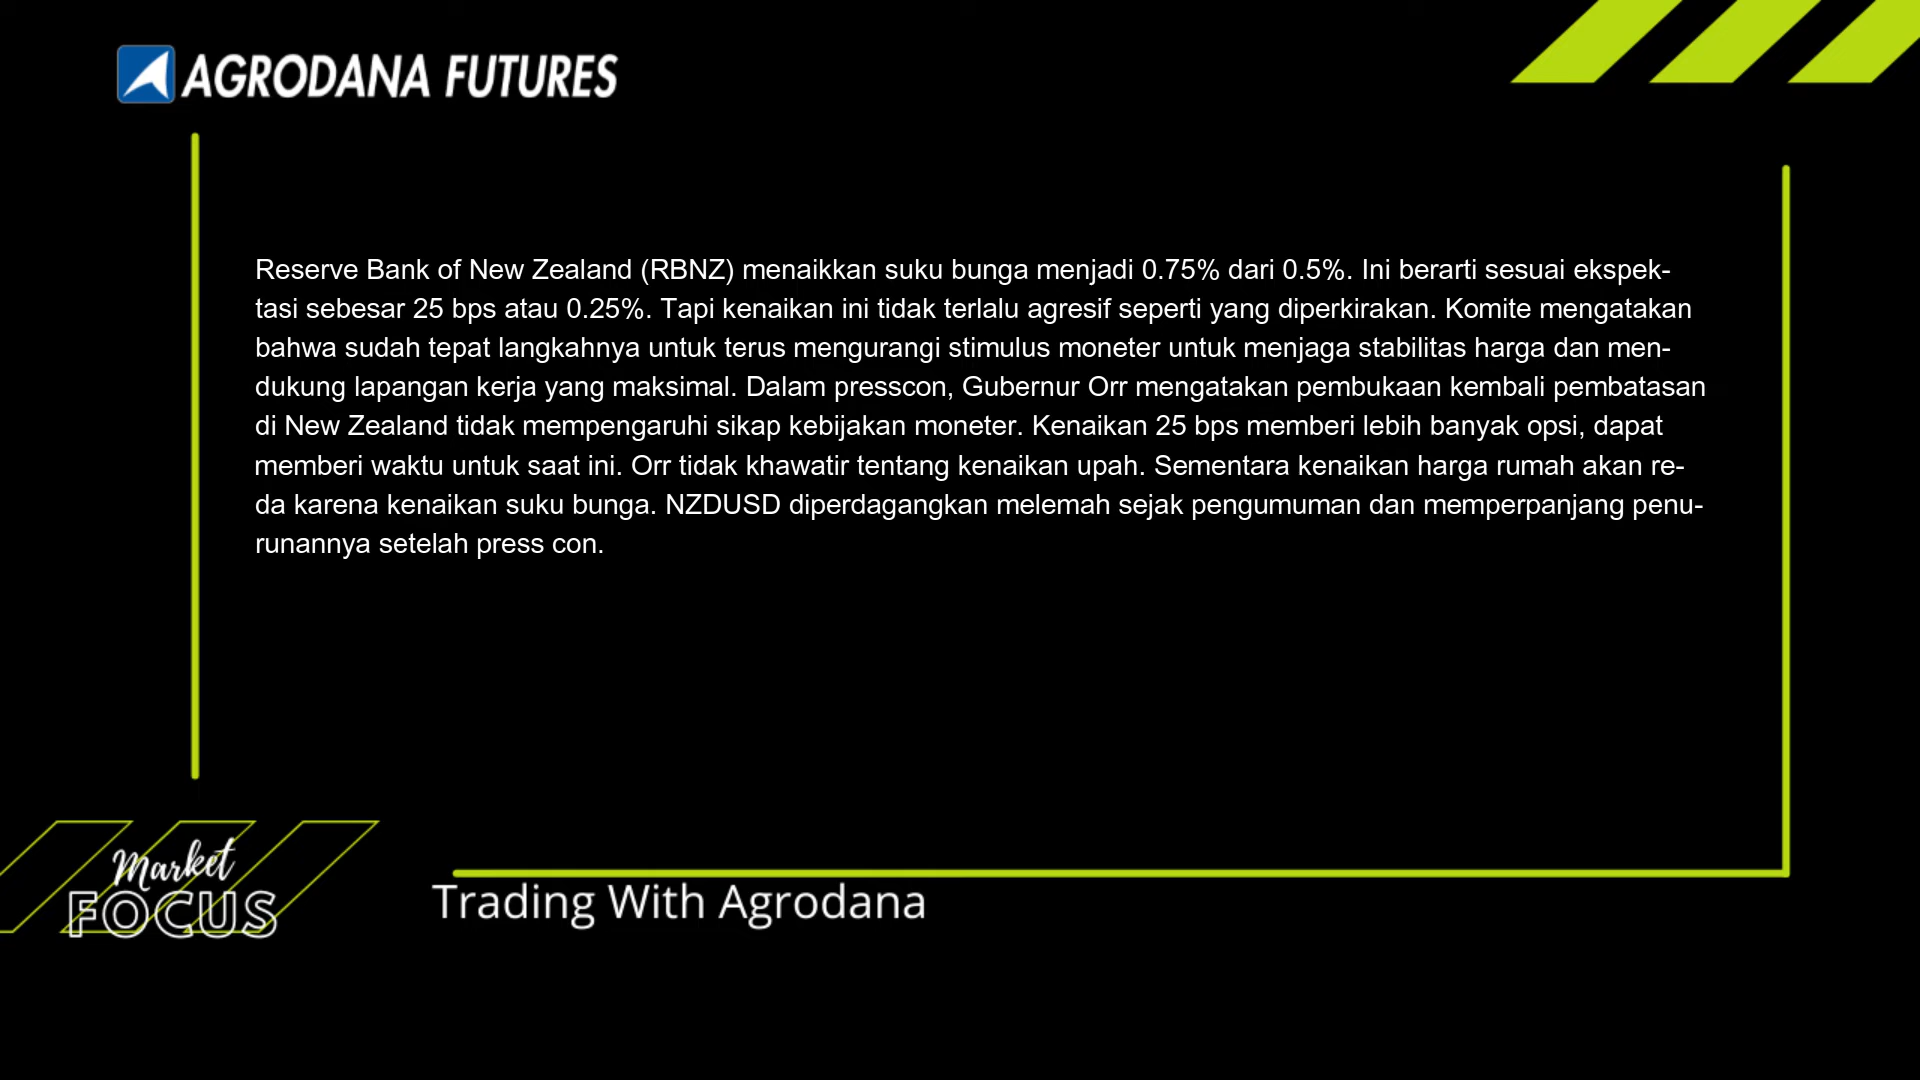 AGRODANA FUTURES
Reserve Bank of New Zealand (RBNZ) menaikkan suku bunga menjadi 0.75% dari 0.5%. Ini berarti sesuai ekspek-
tasi sebesar 25 bps atau 0.25%. Tapi kenaikan ini tidak terlalu agresif seperti yang diperkirakan. Komite mengatakan
bahwa sudah tepat langkahnya untuk terus mengurangi stimulus moneter untuk menjaga stabilitas harga dan men-
dukung lapangan kerja yang maksimal. Dalam presscon, Gubernur Orr mengatakan pembukaan kembali pembatasan
di New Zealand tidak mempengaruhi sikap kebijakan moneter. Kenaikan 25 bps memberi lebih banyak opsi, dapat
memberi waktu untuk saat ini. Orr tidak khawatir tentang kenaikan upah. Sementara kenaikan harga rumah akan re-
da karena kenaikan suku bunga. NZDUSD diperdagangkan melemah sejak pengumuman dan memperpanjang penu-
runannya setelah press con.
Market
FOCUS
Trading With Agrodana